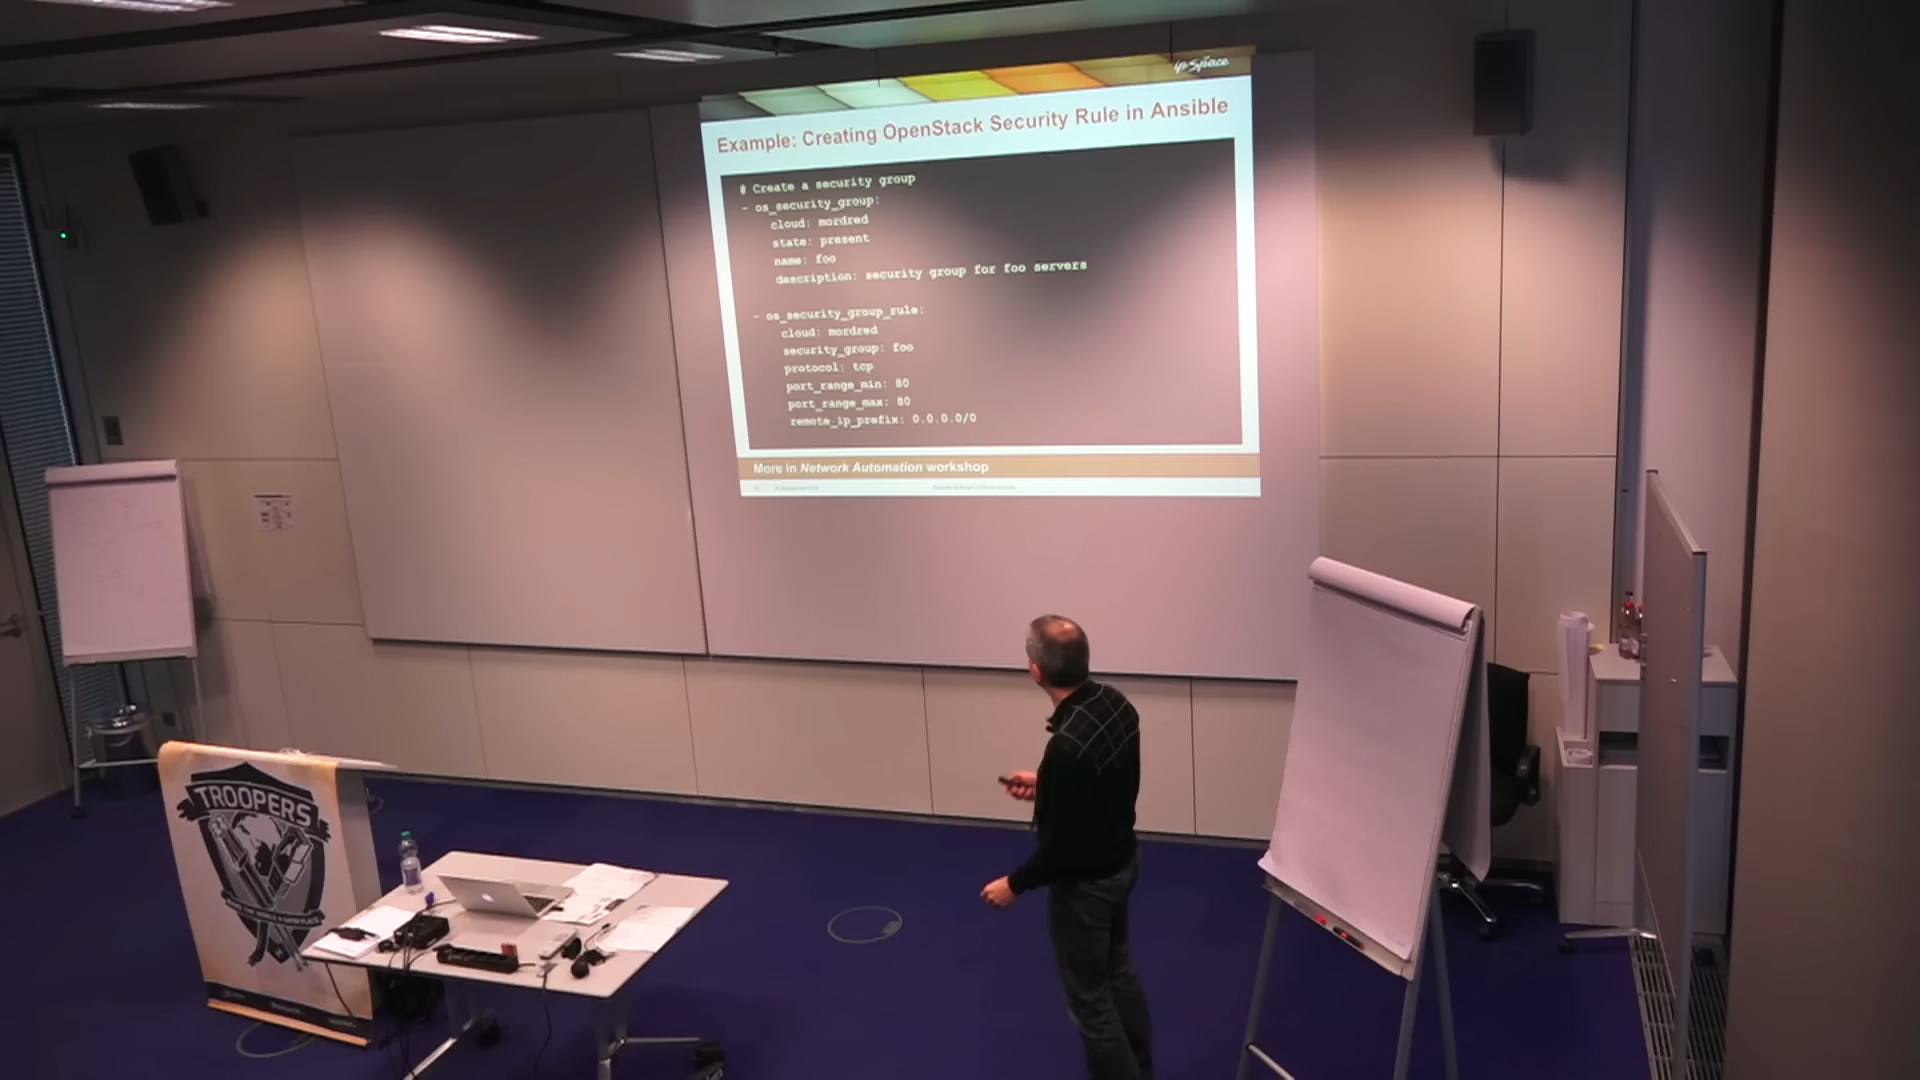 ipSpace
Example: Creating OpenStack Security Rule in Ansible
# Create a security group
- os_security_group:
cloud: mordred
state: present
name: foo
description: security group for foo servers
- os_security_group_rule:
cloud: mordred
security_group: foo
protocol: tcp
port_range_min: 80
port_range_max: 80
remote_ip_prefix: 0.0.0.0/0
More in Network Automation workshop
TROOPERS